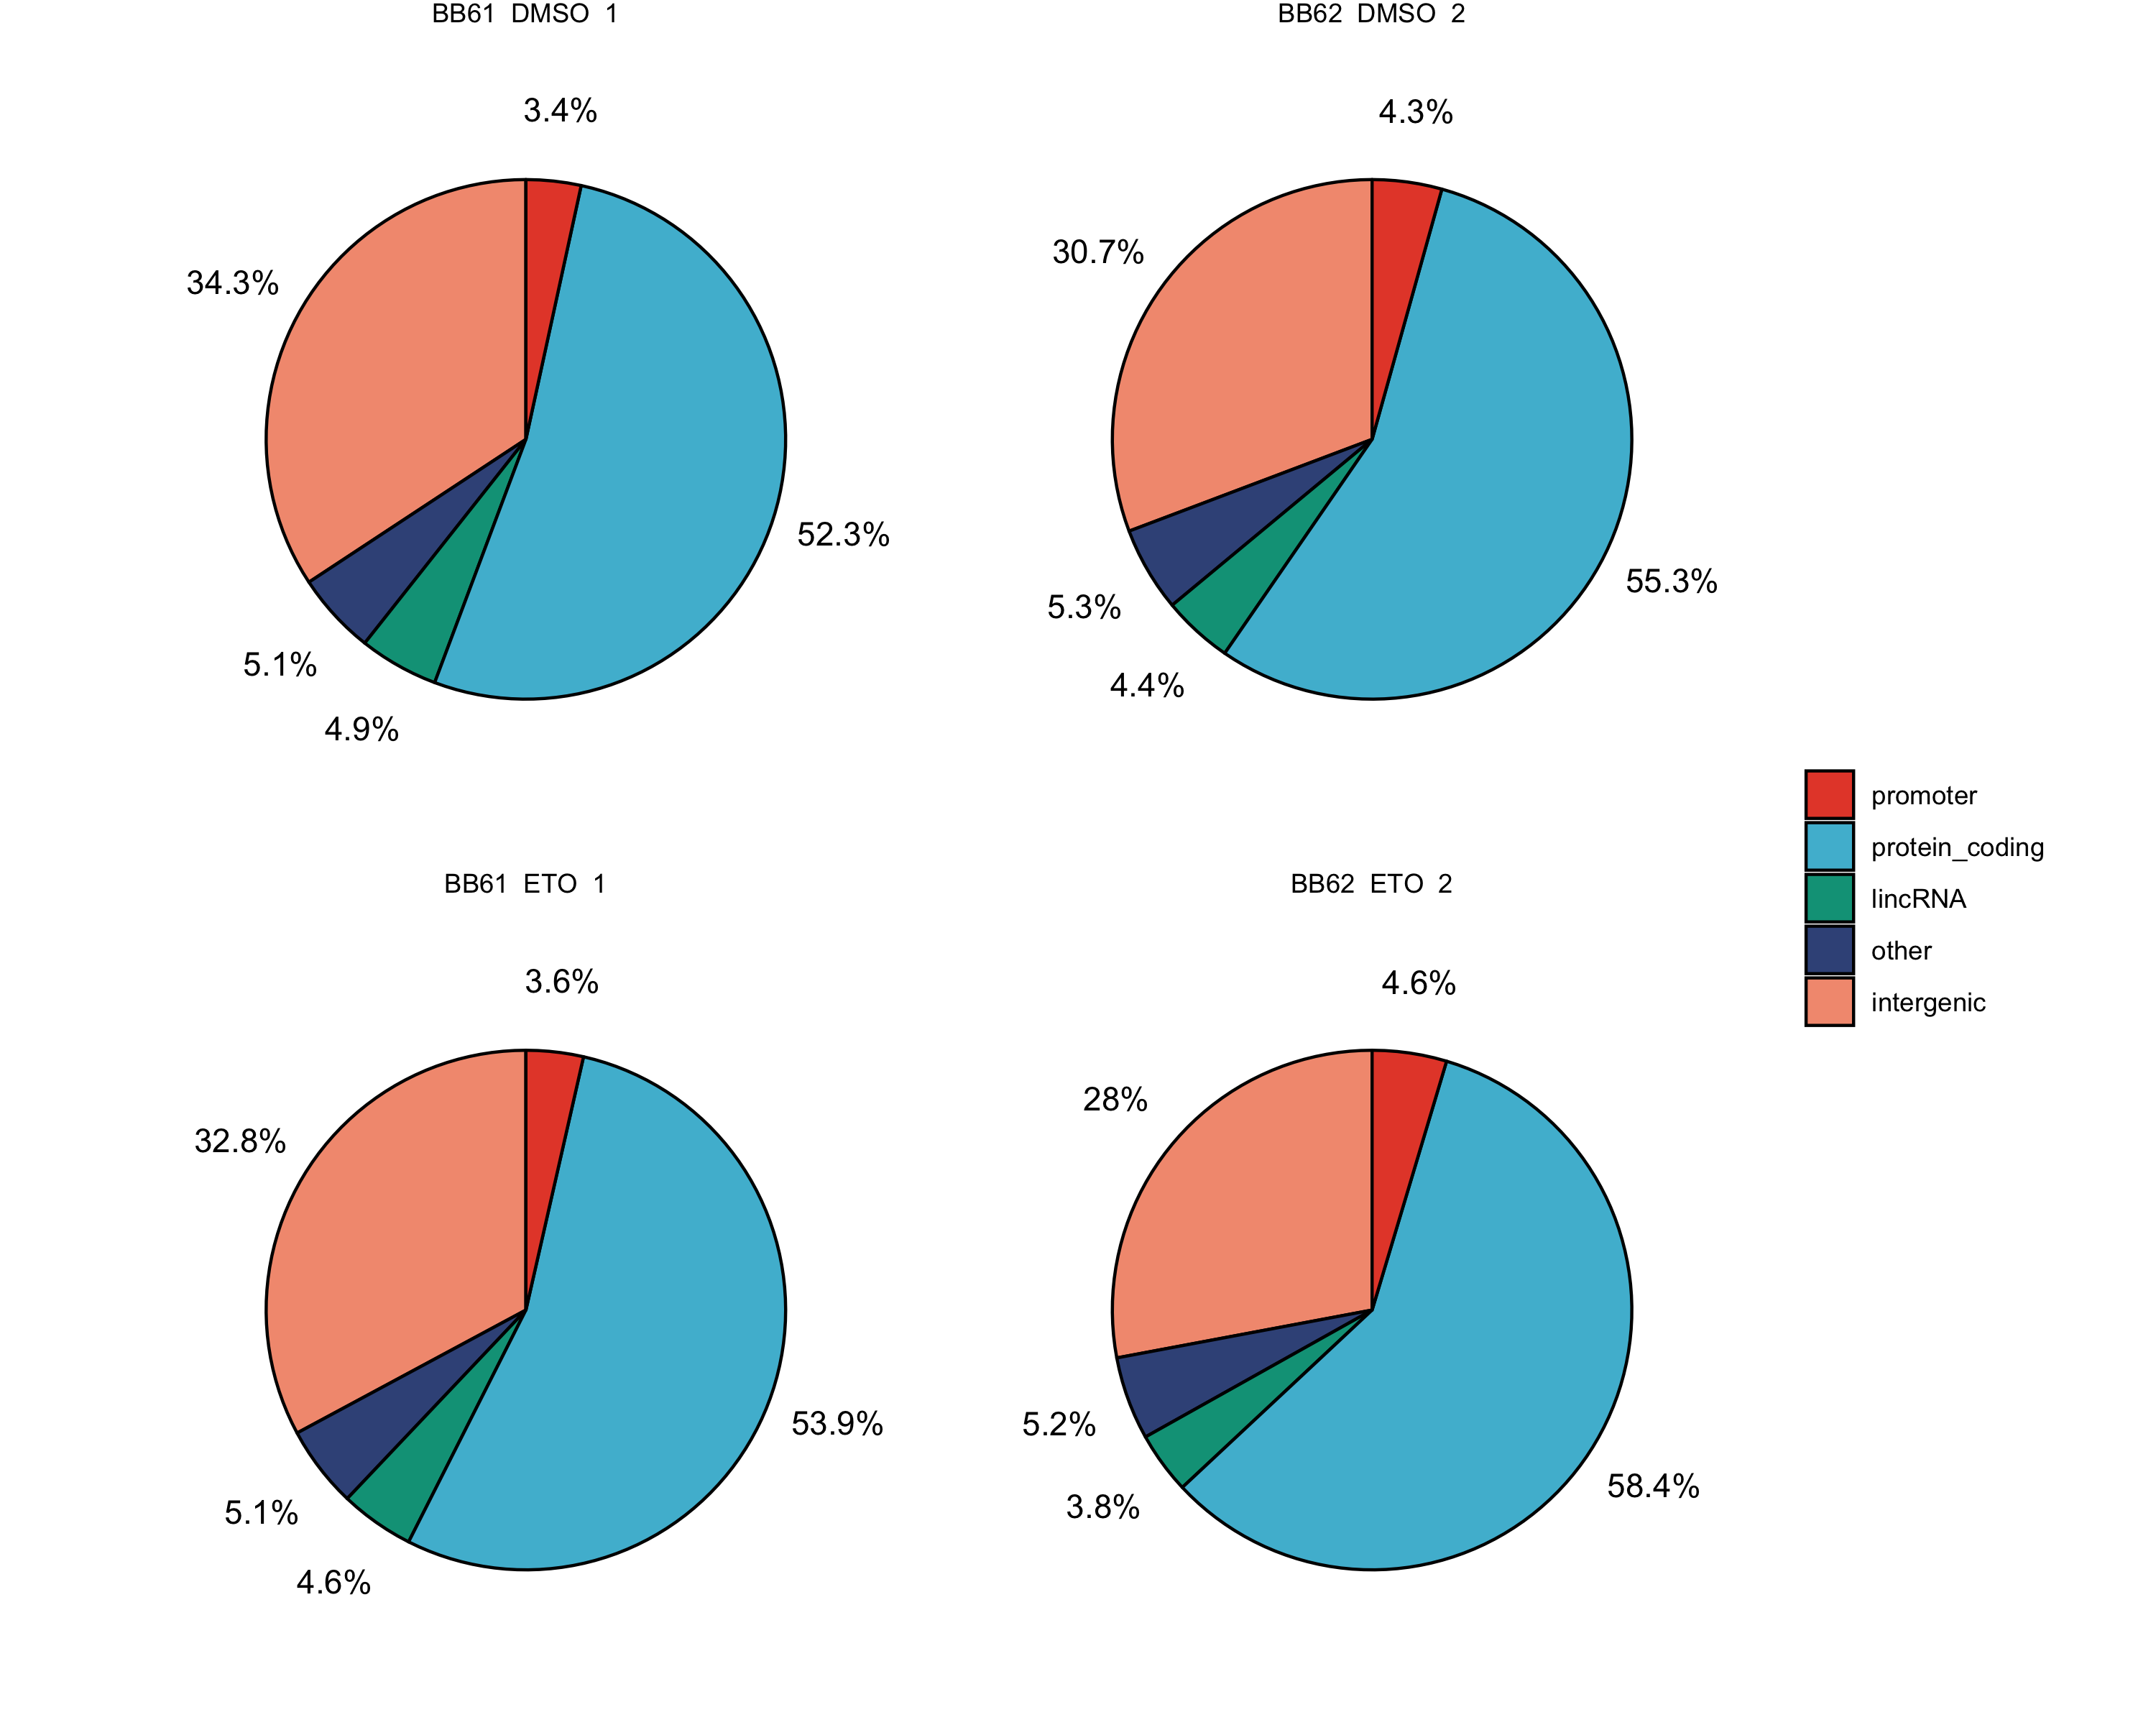 BB61 DMSO 1
3.4%
34.3%
52.3%
5.1%
4.9%
BB62 DMSO 2
4.3%
30.7%
55.3%
5.3%
4.4%
BB61 ETO 1
3.6%
32.8%
53.9%
5.1%
4.6%
BB62 ETO 2
4.6%
28%
58.4%
5.2%
3.8%
promoter
protein_coding
lincRNA
other
intergenic